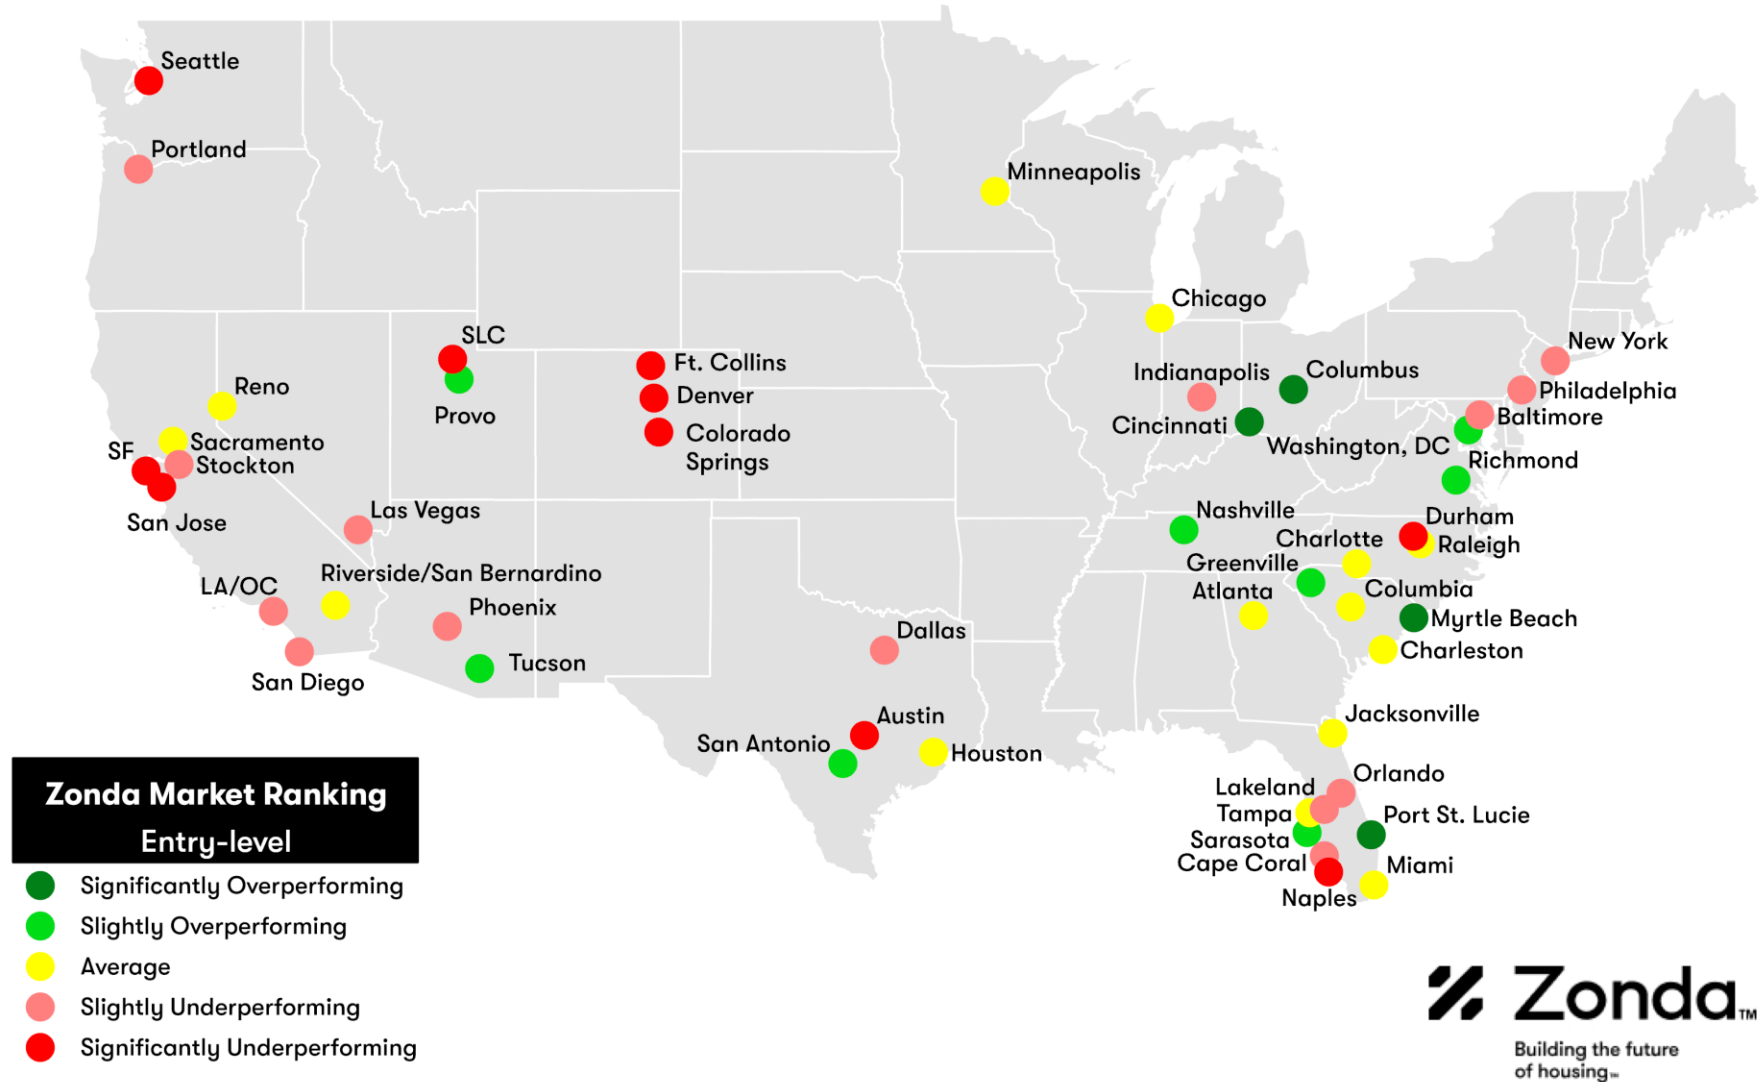 Seattle
Portland
Minneapolis
Chicago
SLC
New York
Ft. Collins
Indianapolis
Columbus
Reno
Denver
Philadelphia
Provo
Baltimore
Cincinnati
Sacramento
Colorado
Springs
Washington, DC
SF
Stockton
Richmond
Las Vegas
Nashville
San Jose
Durham
Charlotte
Raleigh
Greenville
Riverside/San Bernardino
LA/OC
Atlanta
Columbia
Phoenix
Myrtle Beach
Dallas
Charleston
Tucson
San Diego
Austin
Jacksonville
San Antonio
Houston
Orlando
Lakeland
Tampa
Port St. Lucie
Sarasota
Cape Coral
Miami
Naples
Zonda Market Ranking
Entry-level
Significantly Overperforming
Slightly Overperforming
Average
Slightly Underperforming
Significantly Underperforming
Zonda™
Building the future
of housing℠